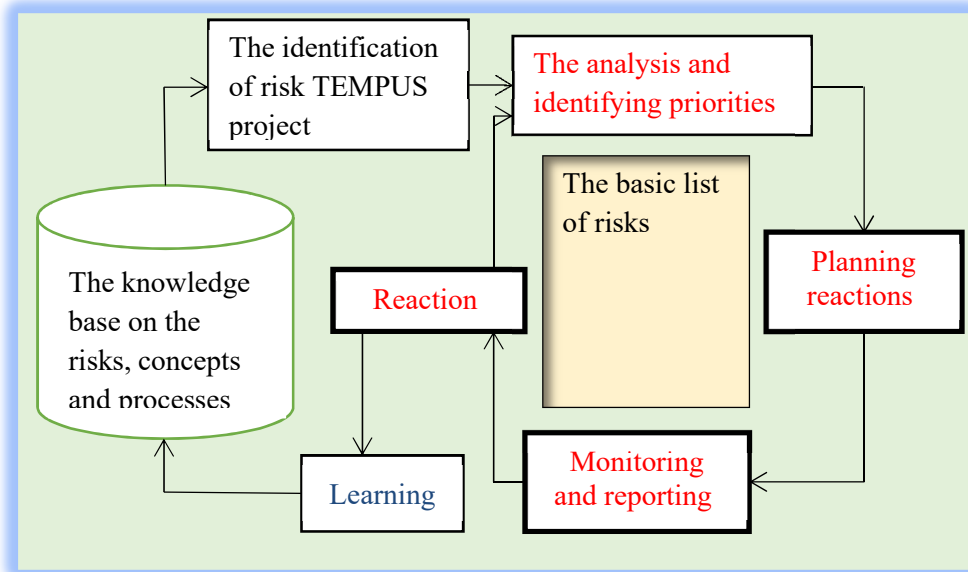 The identification
of risk TEMPUS
project
The analysis and
identifying priorities
The basic list
of risks
Planning
reactions
Reaction
The knowledge
base on the
risks, concepts
and processes
Monitoring
and reporting
Learning